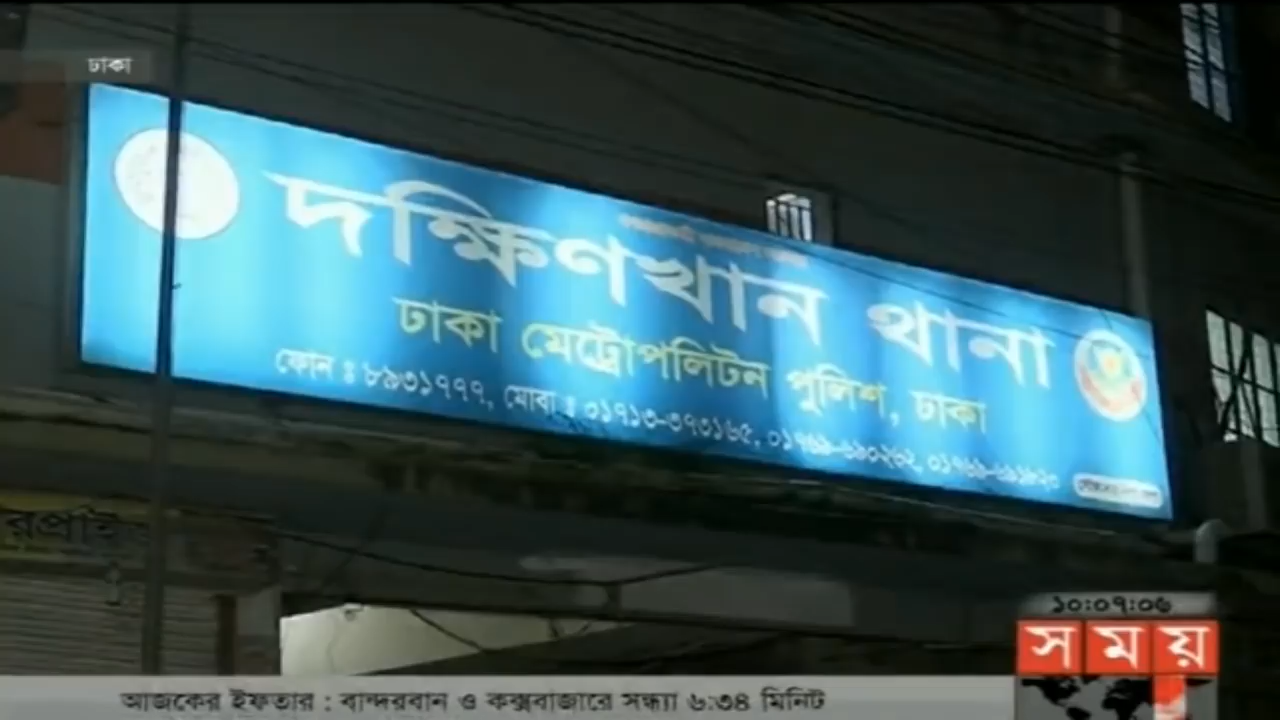 ঢাকা
দক্ষিণখান থানা
ঢাকা মেট্রোপলিটন পুলিশ, ঢাকা
ফোন ঃ ৮৯৩১৭৭৭, মোবা ঃ ০১৭১৩-৩৭৩১৬৫,
১০:০৭:০৬
সময়
আজকের ইফতার : বান্দরবান ও কক্সবাজারে সন্ধ্যা ৬:৩৪ মিনিট